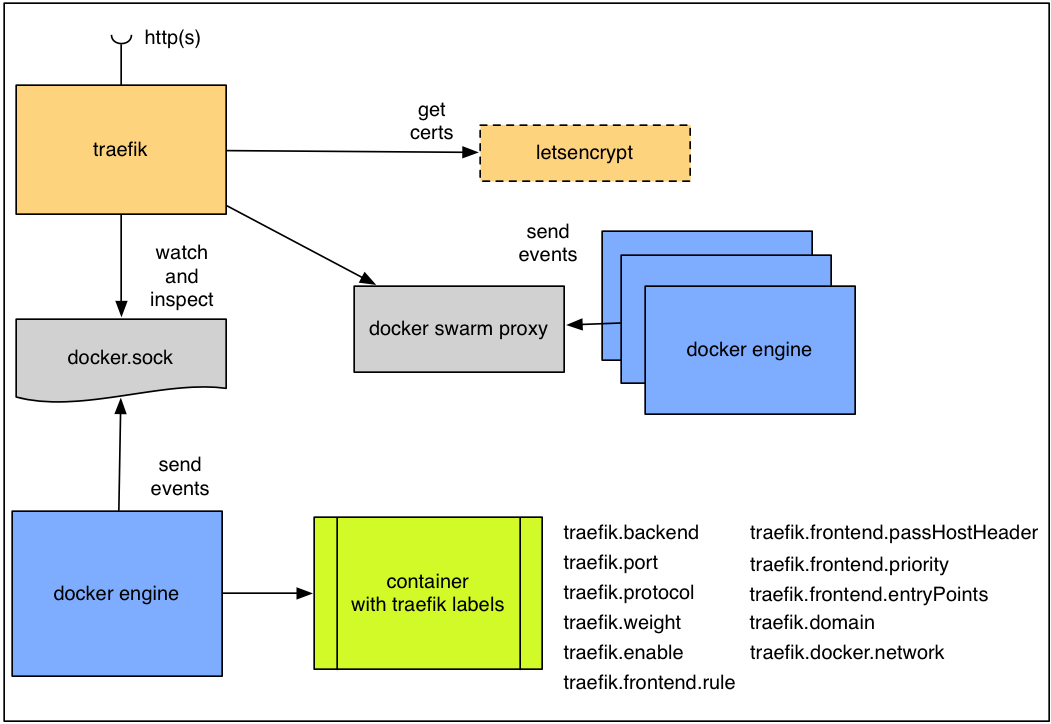 http(s)
traefik
get
certs
letsencrypt
watch
and
inspect
send
events
docker swarm proxy
docker engine
docker.sock
send
events
docker engine
container
with traefik labels
traefik.backend
traefik.port
traefik.protocol
traefik.weight
traefik.enable
traefik.frontend.rule
traefik.frontend.passHostHeader
traefik.frontend.priority
traefik.frontend.entryPoints
traefik.domain
traefik.docker.network